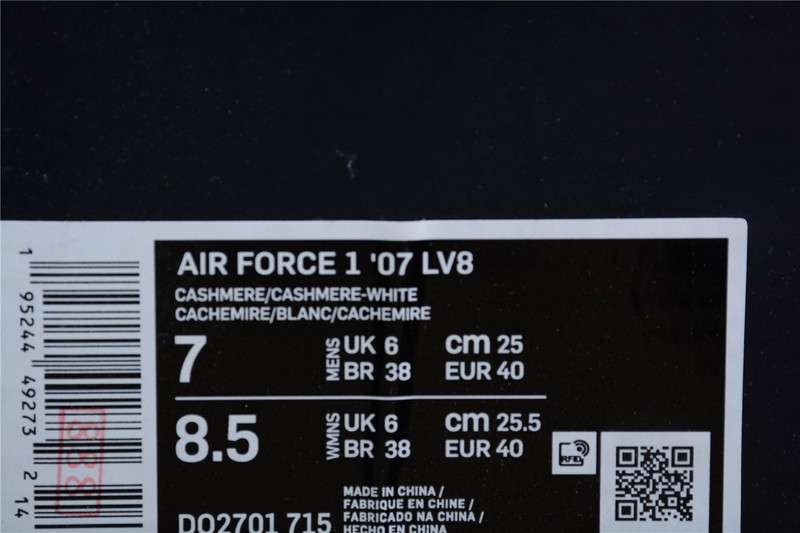 AIR FORCE 1 '07 LV8
CASHMERE/CASHMERE-WHITE
CACHEMIRE/BLANC/CACHEMIRE
7 MENS UK 6 cm 25
BR 38 EUR 40
8.5 WMNS UK 6 cm 25.5
BR 38 EUR 40
RFID
DO2701 715
MADE IN CHINA /
FABRIQUE EN CHINE /
FABRICADO NA CHINA /
HECHO EN CHINA
1 95244 49273 2 14
888